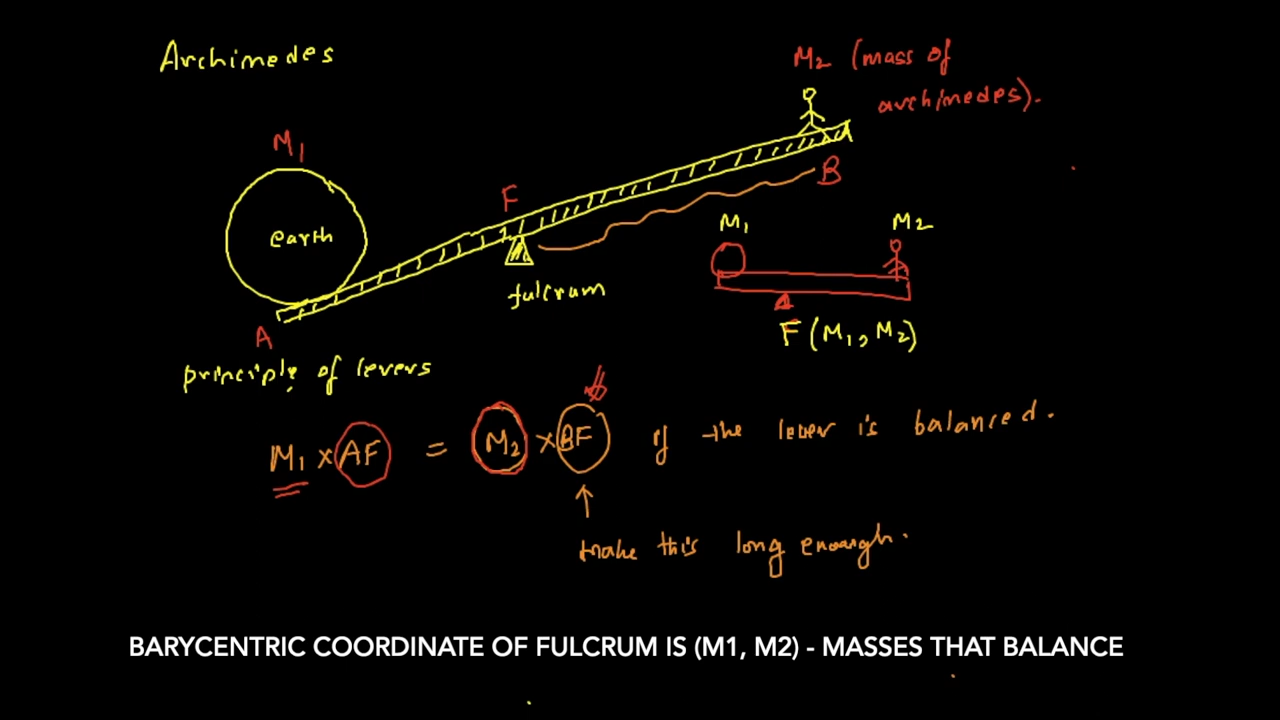 Archimedes
M2 (mass of
archimedes).
M1
earth
F
B
A
fulcrum
M1
M2
F (M1, M2)
principle of levers
M1 × AF = M2 × BF if the lever is balanced.
make this long enough.
BARYCENTRIC COORDINATE OF FULCRUM IS (M1, M2) - MASSES THAT BALANCE